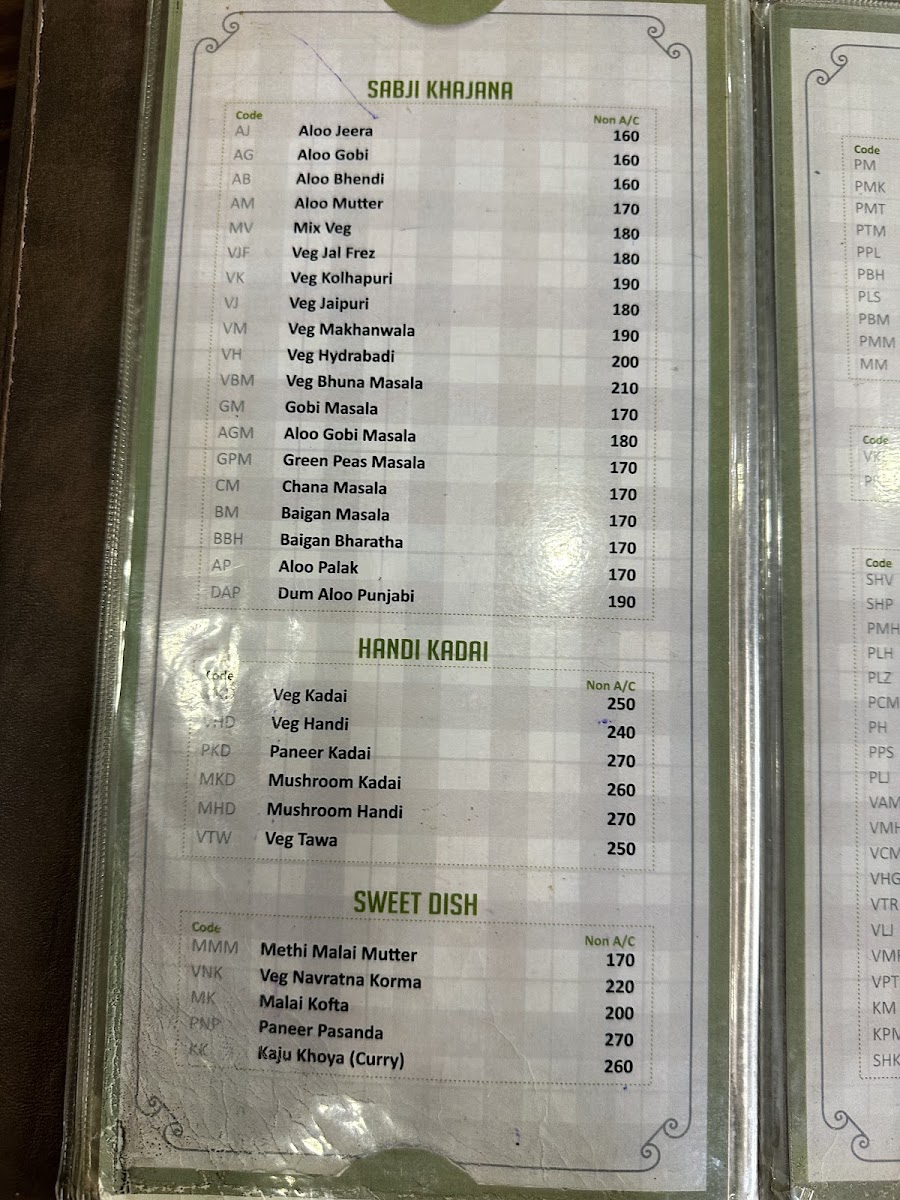 SABJI KHAJANA
Code Non A/C
AJ Aloo Jeera 160
AG Aloo Gobi 160
AB Aloo Bhendi 160
AM Aloo Mutter 170
MV Mix Veg 180
VJF Veg Jal Frez 180
VK Veg Kolhapuri 190
VJ Veg Jaipuri 180
VM Veg Makhanwala 190
VH Veg Hydrabadi 200
VBM Veg Bhuna Masala 210
GM Gobi Masala 170
AGM Aloo Gobi Masala 180
GPM Green Peas Masala 170
CM Chana Masala 170
BM Baigan Masala 170
BBH Baigan Bharatha 170
AP Aloo Palak 170
DAP Dum Aloo Punjabi 190
HANDI KADAI
Code Non A/C
Veg Kadai 250
VHD Veg Handi 240
PKD Paneer Kadai 270
MKD Mushroom Kadai 260
MHD Mushroom Handi 270
VTW Veg Tawa 250
SWEET DISH
Code Non A/C
MMM Methi Malai Mutter 170
VNK Veg Navratna Korma 220
MK Malai Kofta 200
PNP Paneer Pasanda 270
KK Kaju Khoya (Curry) 260
Code
PM
PMK
PMT
PTM
PPL
PBH
PLS
PBM
PMM
MM
Code
Code
SHV
SHP
PMH
PLH
PLZ
PCM
PH
PPS
PLJ
VAM
VMH
VCM
VHG
VTR
VLJ
VPT
KM
KPM
SHK